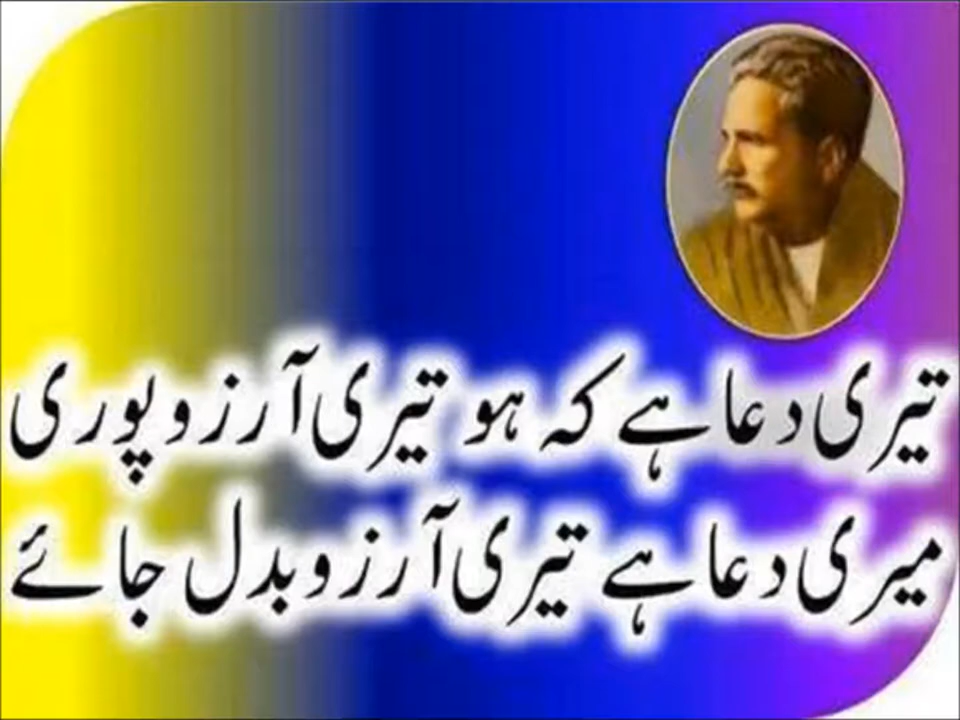 تیری دعا ہے کہ ہو تیری آرزو پوری
میری دعا ہے تیری آرزو بدل جائے